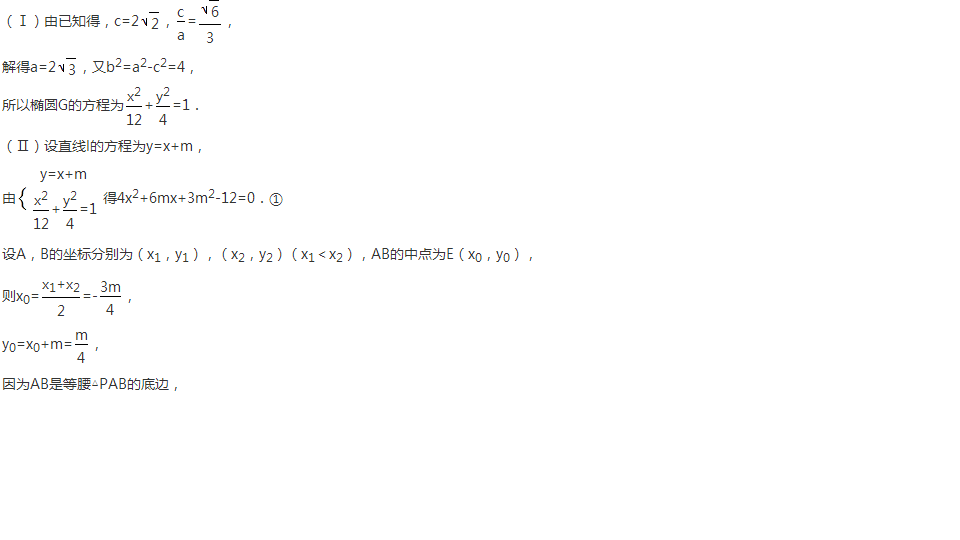 （Ⅰ）由已知得，c=2√2，c/a=√6/3，
解得a=2√3，又b²=a²-c²=4，
所以椭圆G的方程为x²/12+y²/4=1．
（Ⅱ）设直线l的方程为y=x+m，
由{y=x+m
x²/12+y²/4=1 得4x²+6mx+3m²-12=0．①
设A，B的坐标分别为（x₁，y₁），（x₂，y₂）（x₁＜x₂），AB的中点为E（x₀，y₀），
则x₀=(x₁+x₂)/2=-3m/4，
y₀=x₀+m=m/4，
因为AB是等腰△PAB的底边，